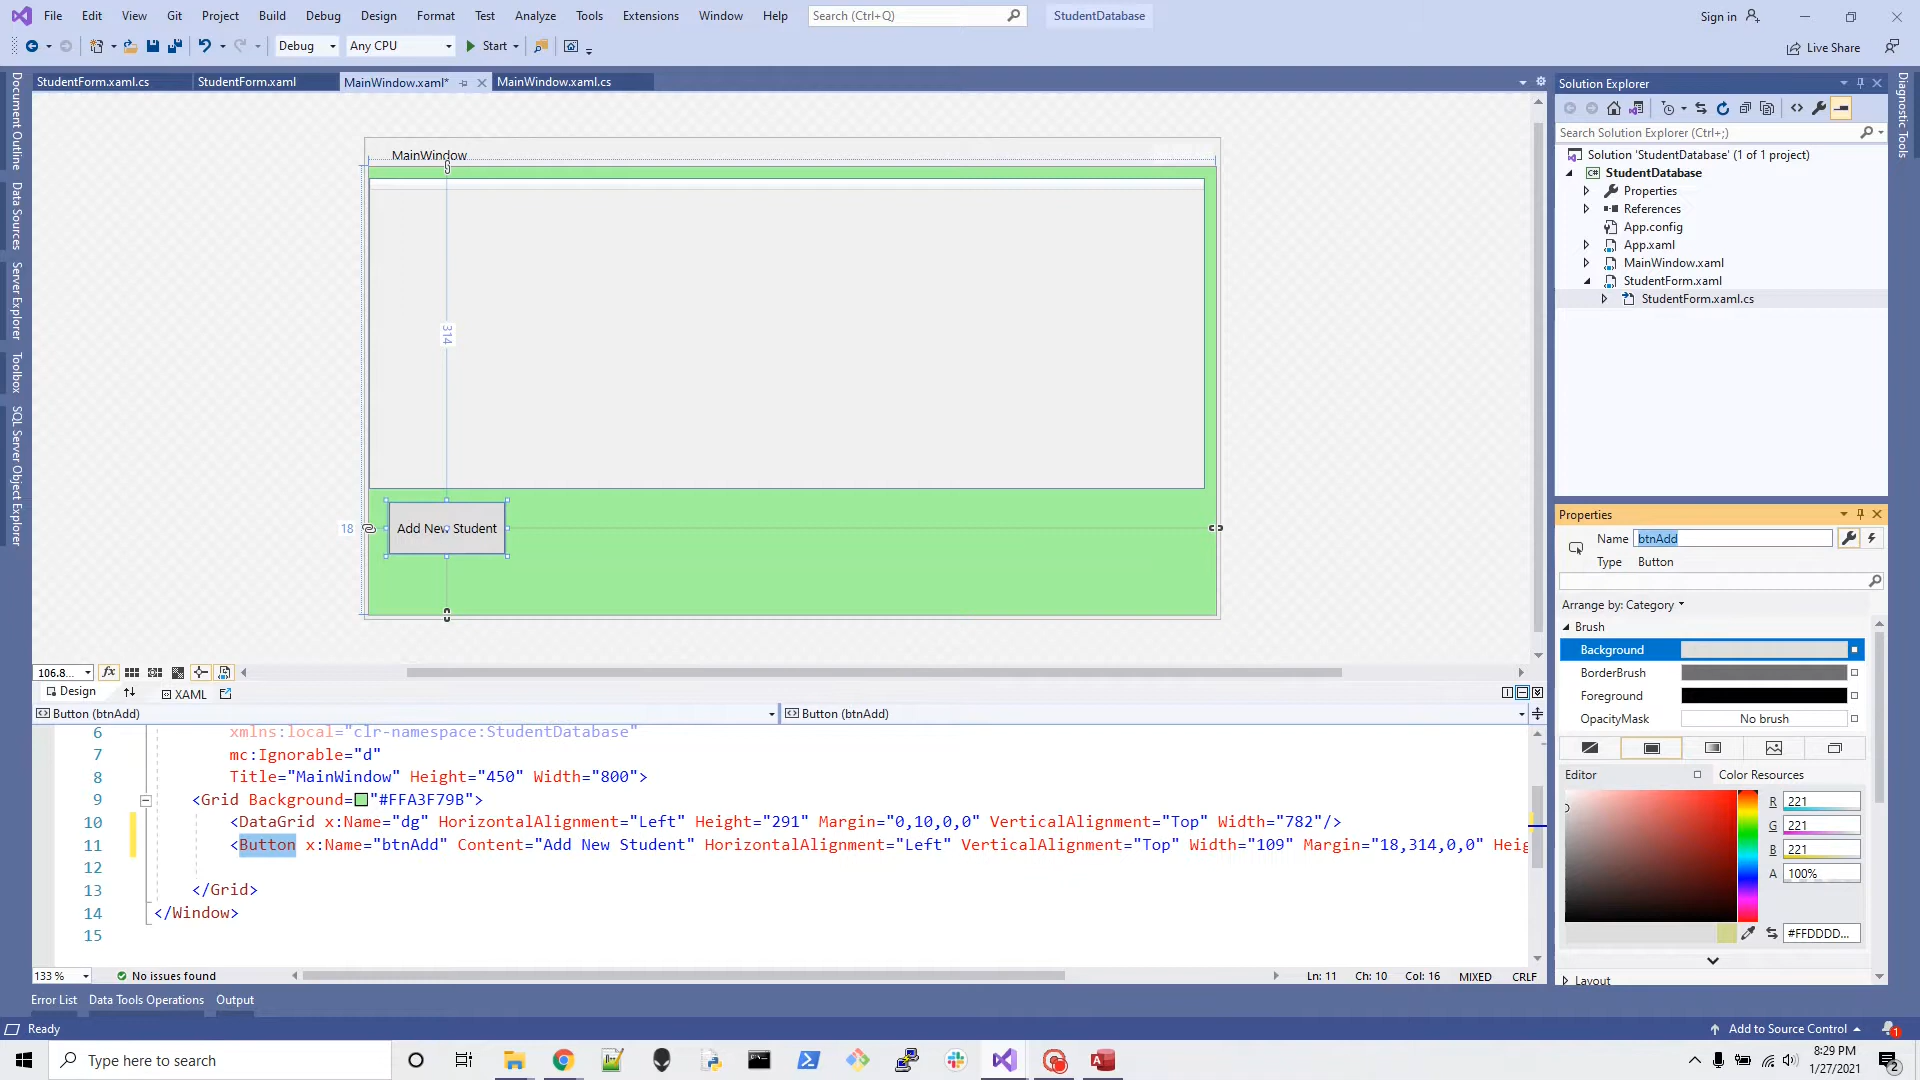 File Edit View Git Project Build Debug Design Format Test Analyze Tools Extensions Window Help Search (Ctrl+Q) StudentDatabase Sign in
Debug Any CPU Start Live Share
StudentForm.xaml.cs StudentForm.xaml MainWindow.xaml* MainWindow.xaml.cs
Document Outline
Data Sources
Server Explorer
Toolbox
SQL Server Object Explorer
MainWindow
314
18
Add New Student
106.8...
Design XAML
Button (btnAdd) Button (btnAdd)
6 xmlns:local="clr-namespace:StudentDatabase"
7 mc:Ignorable="d"
8 Title="MainWindow" Height="450" Width="800">
9 <Grid Background="#FFA3F79B">
10 <DataGrid x:Name="dg" HorizontalAlignment="Left" Height="291" Margin="0,10,0,0" VerticalAlignment="Top" Width="782"/>
11 <Button x:Name="btnAdd" Content="Add New Student" HorizontalAlignment="Left" VerticalAlignment="Top" Width="109" Margin="18,314,0,0" Heig
12
13 </Grid>
14 </Window>
15
133 % No issues found Ln: 11 Ch: 10 Col: 16 MIXED CRLF
Error List Data Tools Operations Output
Ready Add to Source Control 1
Solution Explorer
Search Solution Explorer (Ctrl+;)
Solution 'StudentDatabase' (1 of 1 project)
C# StudentDatabase
Properties
References
App.config
App.xaml
MainWindow.xaml
StudentForm.xaml
StudentForm.xaml.cs
Diagnostic Tools
Properties
Name btnAdd
Type Button
Arrange by: Category
Brush
Background
BorderBrush
Foreground
OpacityMask No brush
Editor Color Resources
R 221
G 221
B 221
A 100%
#FFDDDD...
Layout
Type here to search
8:29 PM
1/27/2021
2